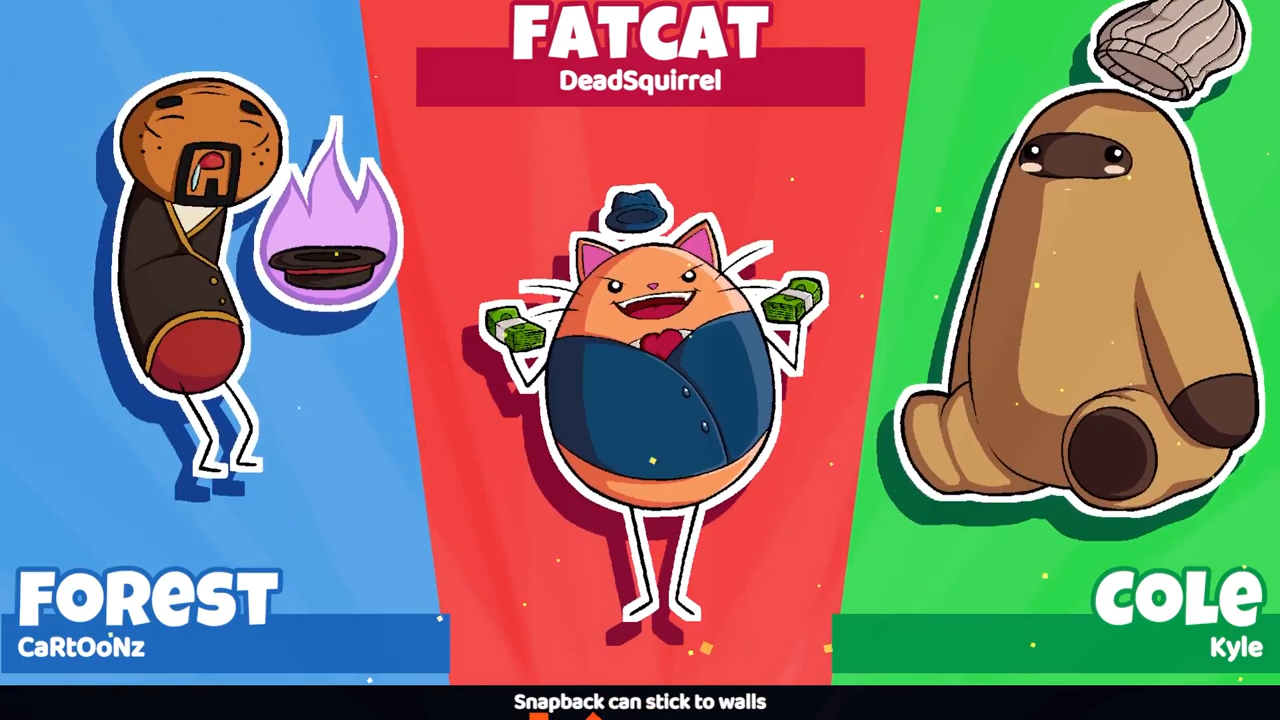 FATCAT
DeadSquirrel
FOReST
CaRtOoNz
COLe
Kyle
Snapback can stick to walls